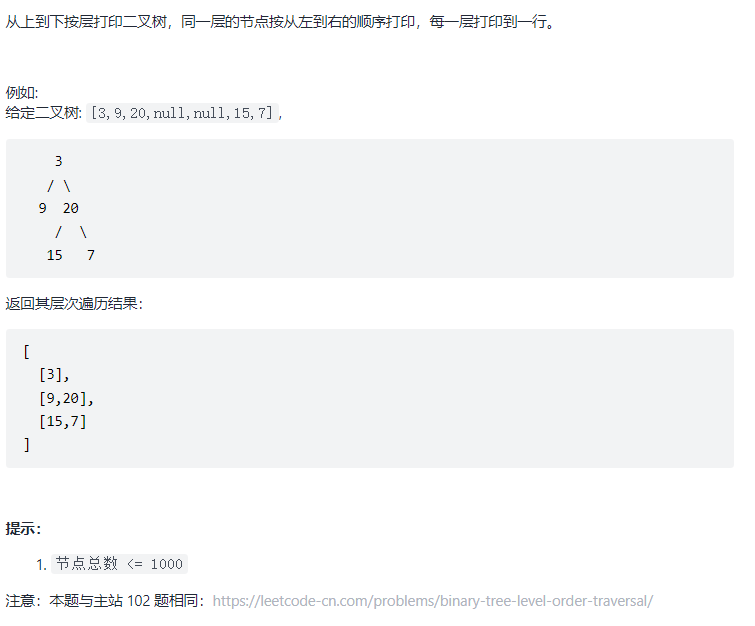 从上到下按层打印二叉树，同一层的节点按从左到右的顺序打印，每一层打印到一行。
例如:
给定二叉树: [3,9,20,null,null,15,7],
3
/ \
9 20
/ \
15 7
返回其层次遍历结果：
[
[3],
[9,20],
[15,7]
]
提示：
1. 节点总数 <= 1000
注意：本题与主站 102 题相同：https://leetcode-cn.com/problems/binary-tree-level-order-traversal/